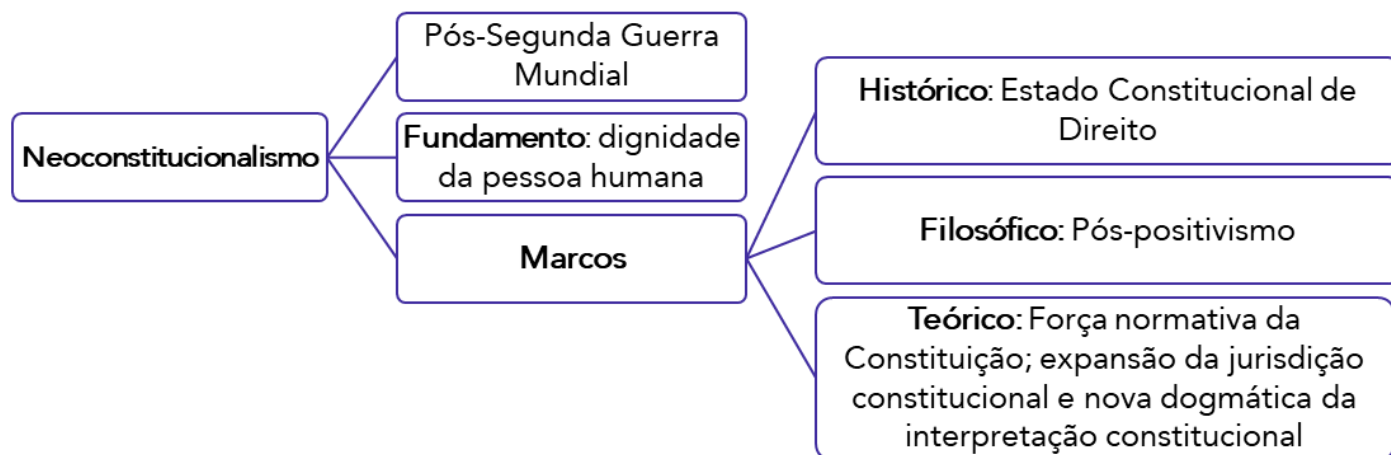 Neoconstitucionalismo
Pós-Segunda Guerra
Mundial
Fundamento: dignidade
da pessoa humana
Marcos
Histórico: Estado Constitucional de
Direito
Filosófico: Pós-positivismo
Teórico: Força normativa da
Constituição; expansão da jurisdição
constitucional e nova dogmática da
interpretação constitucional